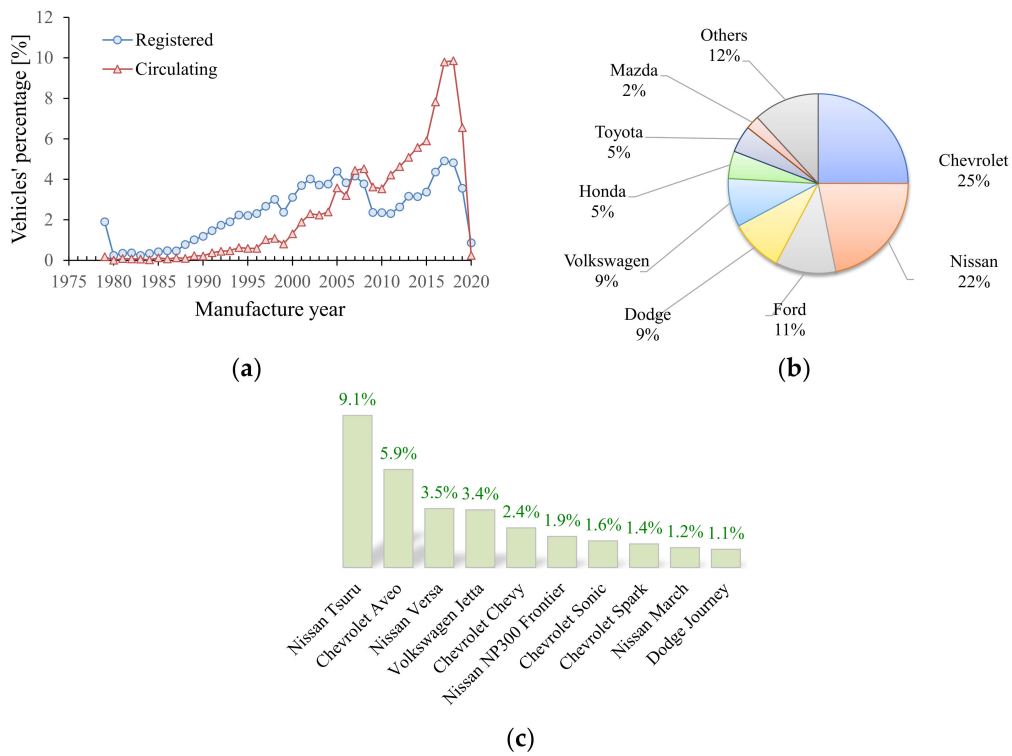 12
10
8
6
4
2
0
Vehicles' percentage [%]
Registered
Circulating
1975 1980 1985 1990 1995 2000 2005 2010 2015 2020
Manufacture year
(a)
Others
12%
Mazda
2%
Toyota
5%
Honda
5%
Volkswagen
9%
Dodge
9%
Ford
11%
Nissan
22%
Chevrolet
25%
(b)
9.1%
5.9%
3.5%
3.4%
2.4%
1.9%
1.6%
1.4%
1.2%
1.1%
Nissan Tsuru
Chevrolet Aveo
Nissan Versa
Volkswagen Jetta
Chevrolet Chevy
Nissan NP300 Frontier
Chevrolet Sonic
Chevrolet Spark
Nissan March
Dodge Journey
(c)